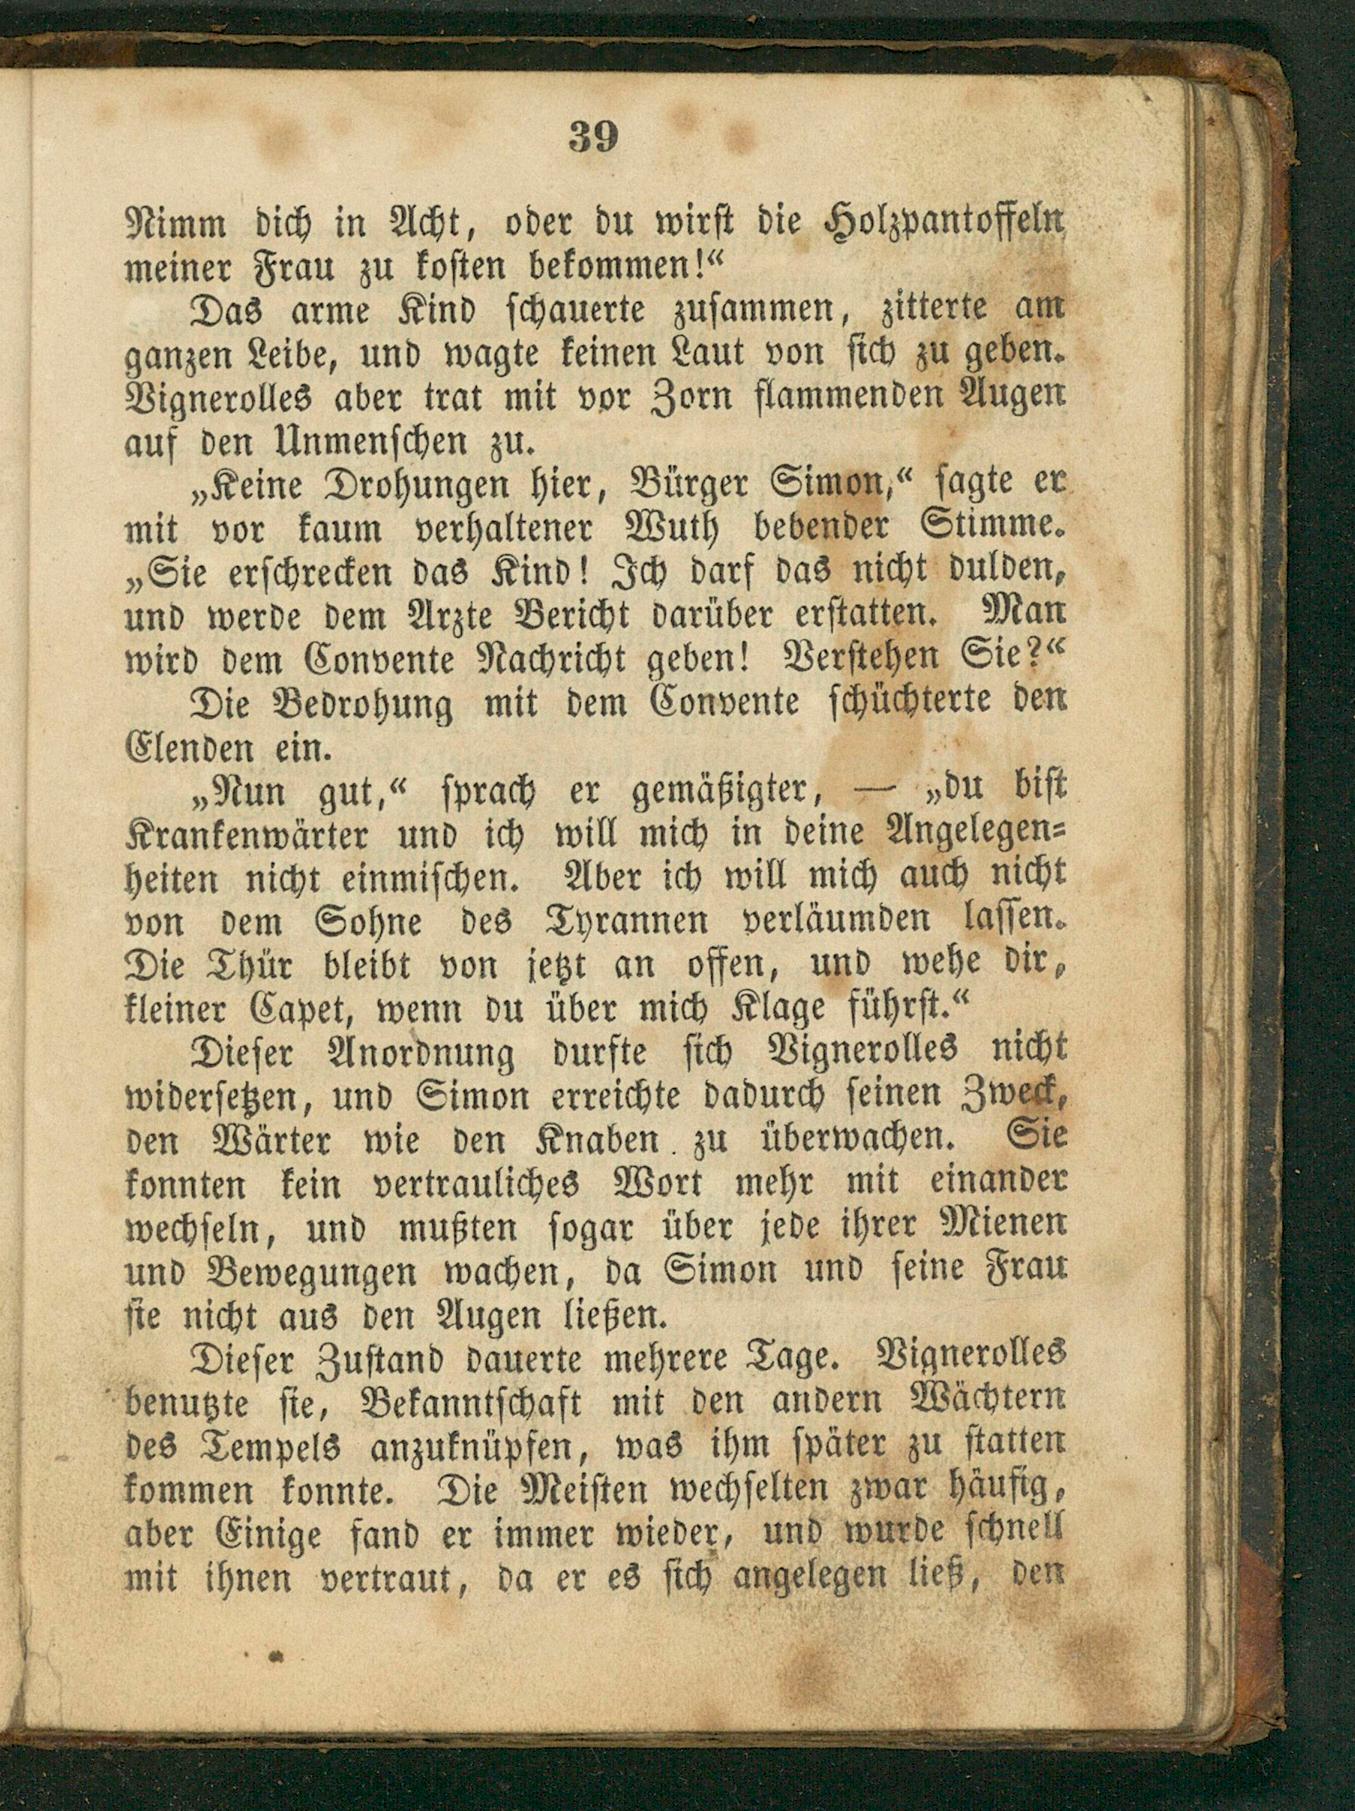 39
Nimm dich in Acht, oder du wirst die Holzpantoffeln
meiner Frau zu kosten bekommen!“
Das arme Kind schauerte zusammen, zitterte am
ganzen Leibe, und wagte keinen Laut von sich zu geben.
Vignerolles aber trat mit vor Zorn flammenden Augen
auf den Unmenschen zu.
„Keine Drohungen hier, Bürger Simon,“ sagte er
mit vor kaum verhaltener Wuth bebender Stimme.
„Sie erschrecken das Kind! Ich darf das nicht dulden,
und werde dem Arzte Bericht darüber erstatten. Man
wird dem Convente Nachricht geben! Verstehen Sie?“
Die Bedrohung mit dem Convente schüchterte den
Elenden ein.
„Nun gut,“ sprach er gemäßigter, — „du bist
Krankenwärter und ich will mich in deine Angelegen-
heiten nicht einmischen. Aber ich will mich auch nicht
von dem Sohne des Tyrannen verläumden lassen.
Die Thür bleibt von jetzt an offen, und wehe dir,
kleiner Capet, wenn du über mich Klage führst.“
Dieser Anordnung durfte sich Vignerolles nicht
widersetzen, und Simon erreichte dadurch seinen Zweck,
den Wärter wie den Knaben zu überwachen. Sie
konnten kein vertrauliches Wort mehr mit einander
wechseln, und mußten sogar über jede ihrer Mienen
und Bewegungen wachen, da Simon und seine Frau
sie nicht aus den Augen ließen.
Dieser Zustand dauerte mehrere Tage. Vignerolles
benutzte sie, Bekanntschaft mit den andern Wächtern
des Tempels anzuknüpfen, was ihm später zu statten
kommen konnte. Die Meisten wechselten zwar häufig,
aber Einige fand er immer wieder, und wurde schnell
mit ihnen vertraut, da er es sich angelegen ließ, den